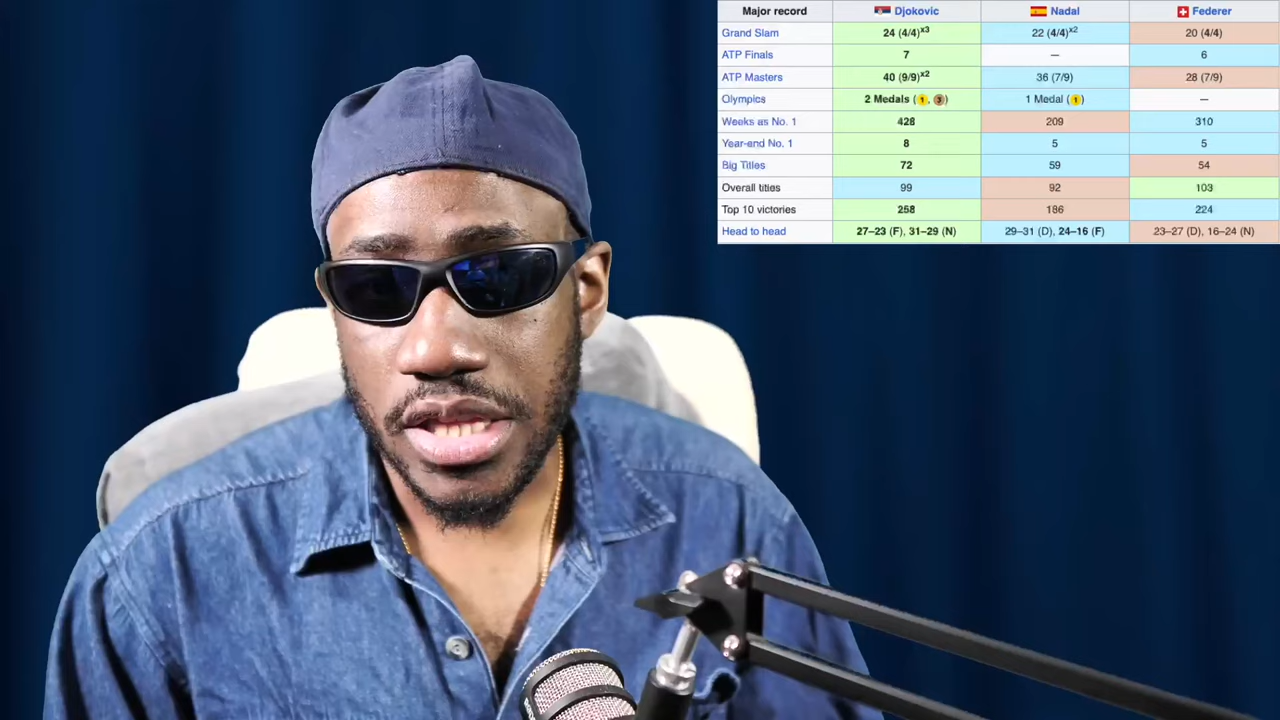 Major record Djokovic Nadal Federer
Grand Slam 24 (4/4)x3 22 (4/4)x2 20 (4/4)
ATP Finals 7 — 6
ATP Masters 40 (9/9)x2 36 (7/9) 28 (7/9)
Olympics 2 Medals (1, 3) 1 Medal (1) —
Weeks as No. 1 428 209 310
Year-end No. 1 8 5 5
Big Titles 72 59 54
Overall titles 99 92 103
Top 10 victories 258 186 224
Head to head 27–23 (F), 31–29 (N) 29–31 (D), 24–16 (F) 23–27 (D), 16–24 (N)